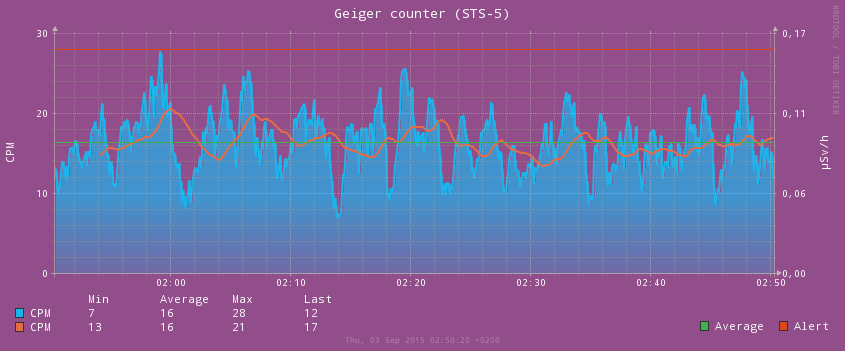 Geiger counter (STS-5)
RRDTOOL / TOBI OETIKER
30 0,17
20 0,11
CPM µSv/h
10 0,06
0 0,00
02:00 02:10 02:20 02:30 02:40 02:50
Min Average Max Last
CPM 7 16 28 12
CPM 13 16 21 17
Average Alert
Thu, 03 Sep 2015 02:50:20 +0200